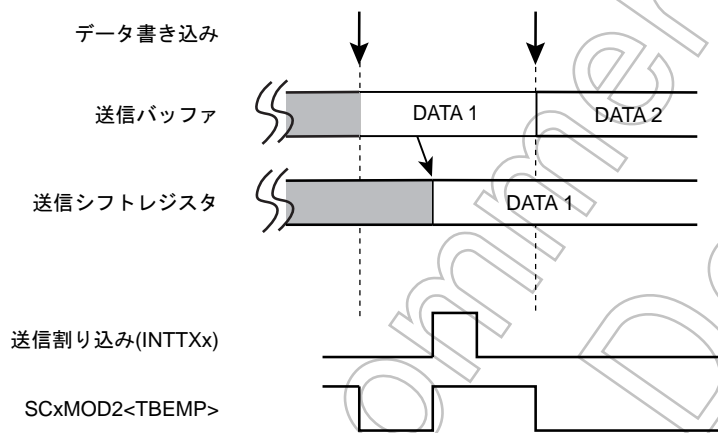 データ書き込み
送信バッファ
DATA 1
DATA 2
送信シフトレジスタ
DATA 1
送信割り込み(INTTXx)
SCxMOD2<TBEMP>